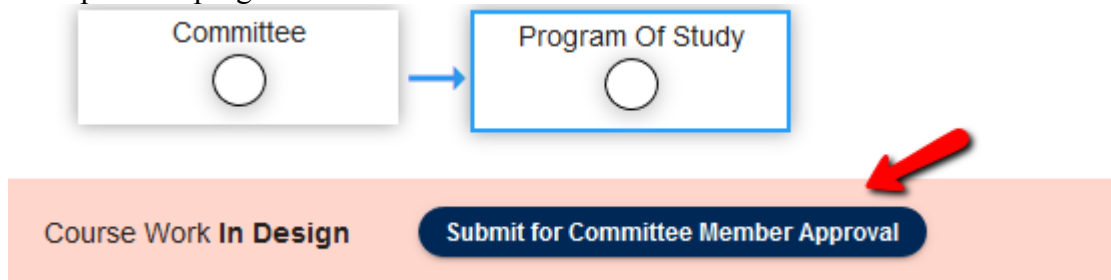 Committee
Program Of Study
Course Work In Design
Submit for Committee Member Approval